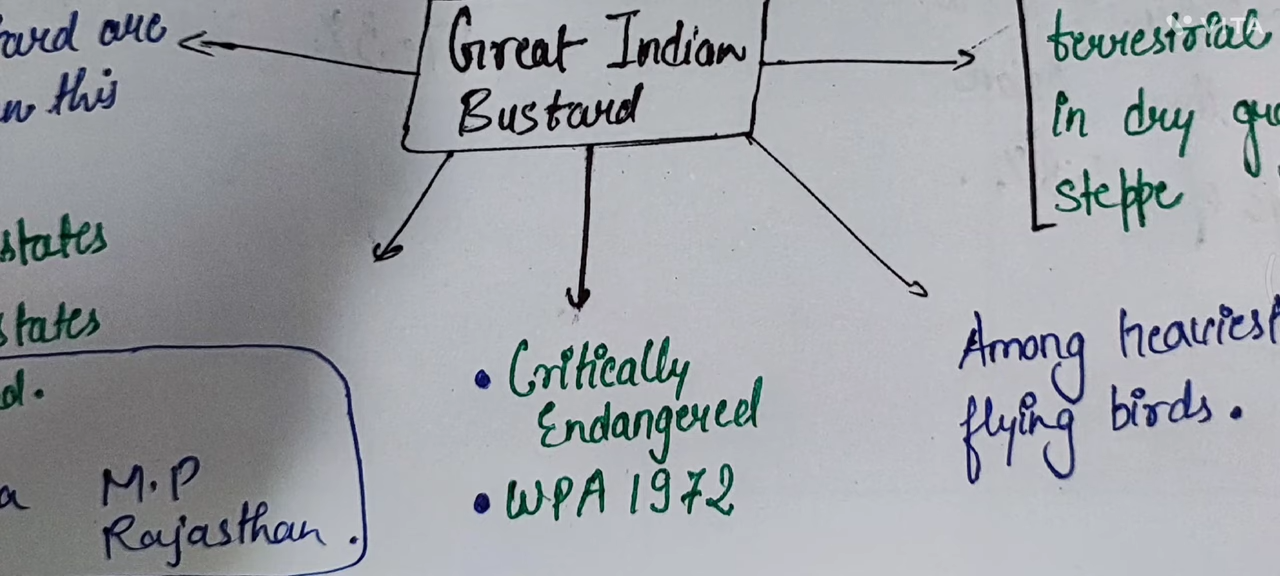 ard are
n this
states
states
d.
a M.P
Rajasthan.
Great Indian
Bustard
• Critically
Endangered
• WPA 1972
terrestrial
in dry
steppe
Among heaviest
flying birds.